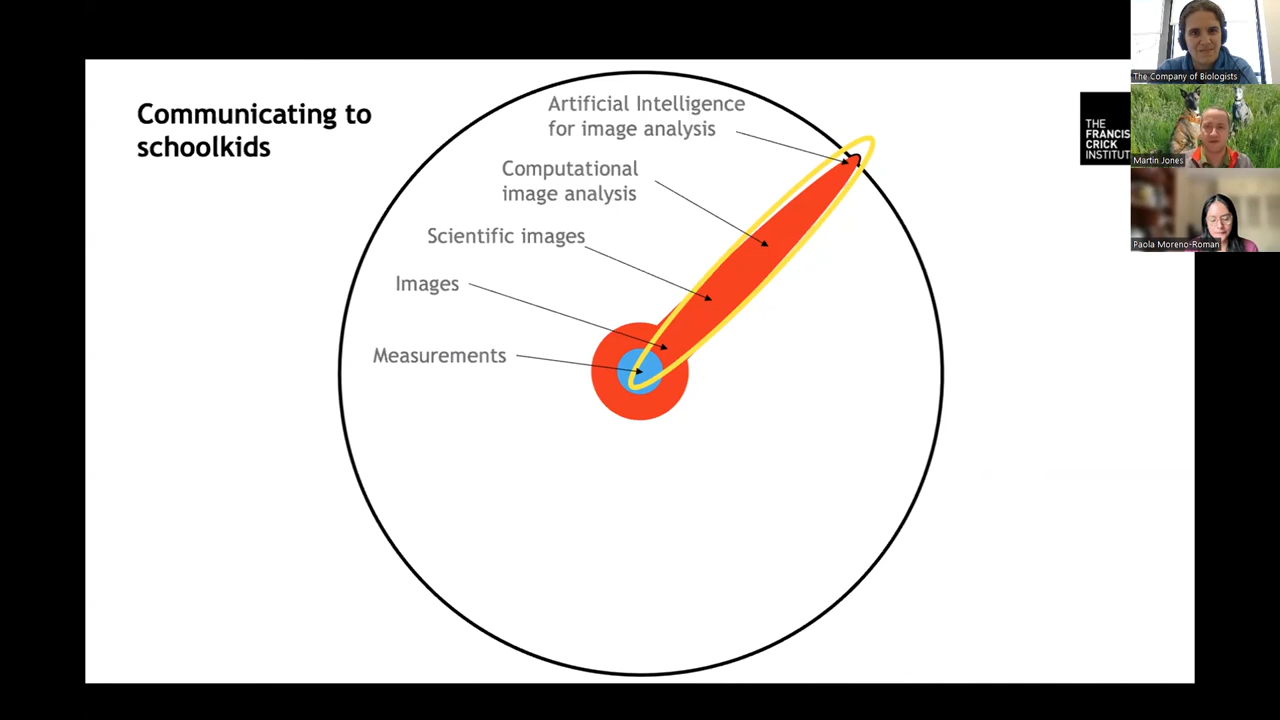 Communicating to
schoolkids
Artificial Intelligence
for image analysis
Computational
image analysis
Scientific images
Images
Measurements
THE
FRANCIS
CRICK
INSTITUTE
The Company of Biologists
Martin Jones
Paola Moreno-Roman